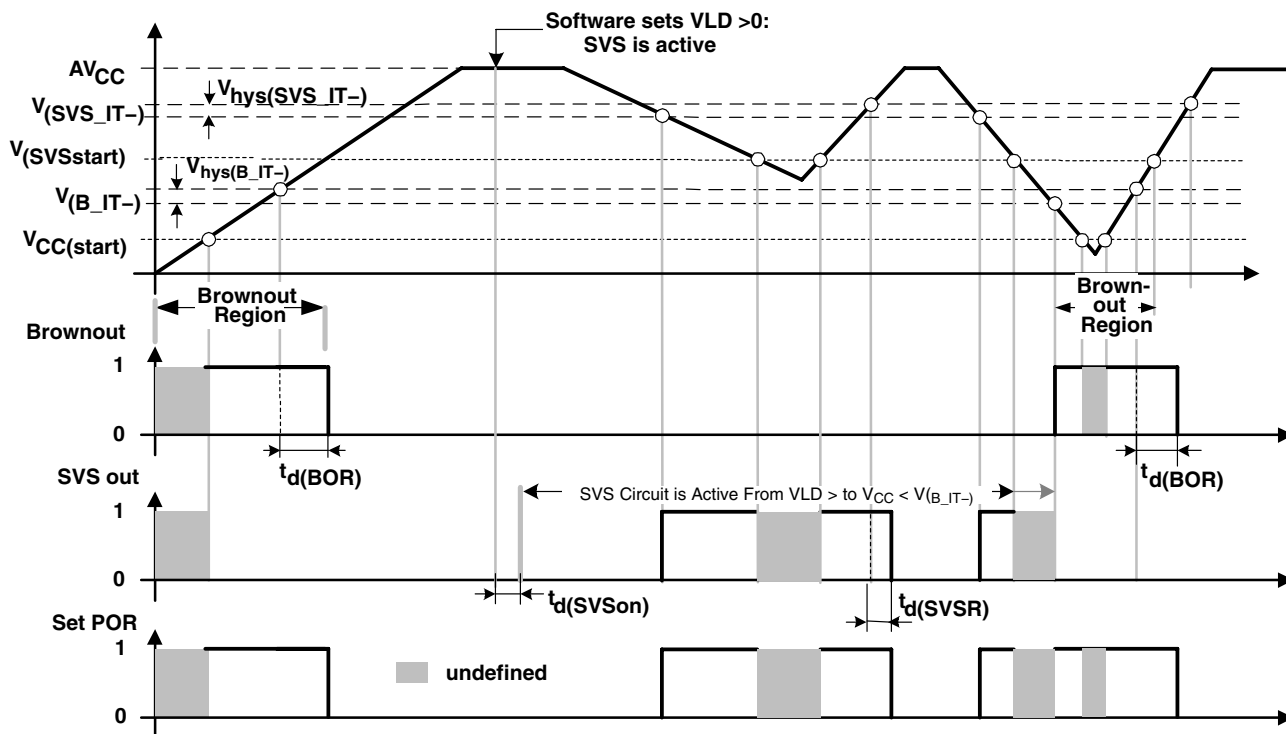 Software sets VLD >0:
SVS is active
AVCC
Vhys(SVS_IT−)
V(SVS_IT−)
V(SVSstart)
Vhys(B_IT−)
V(B_IT−)
VCC(start)
Brownout
Region
Brown-
out
Region
Brownout
1
0
td(BOR)
td(BOR)
SVS out
SVS Circuit is Active From VLD > to VCC < V(B_IT−)
1
0
td(SVSon)
td(SVSR)
Set POR
1
undefined
0